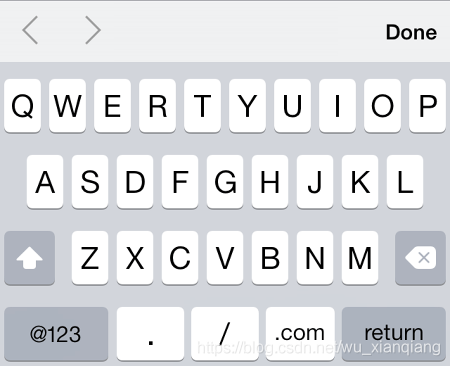 Done
Q W E R T Y U I O P
A S D F G H J K L
Z X C V B N M
@123 . / .com return
https://blog.csdn.net/wu_xianqiang